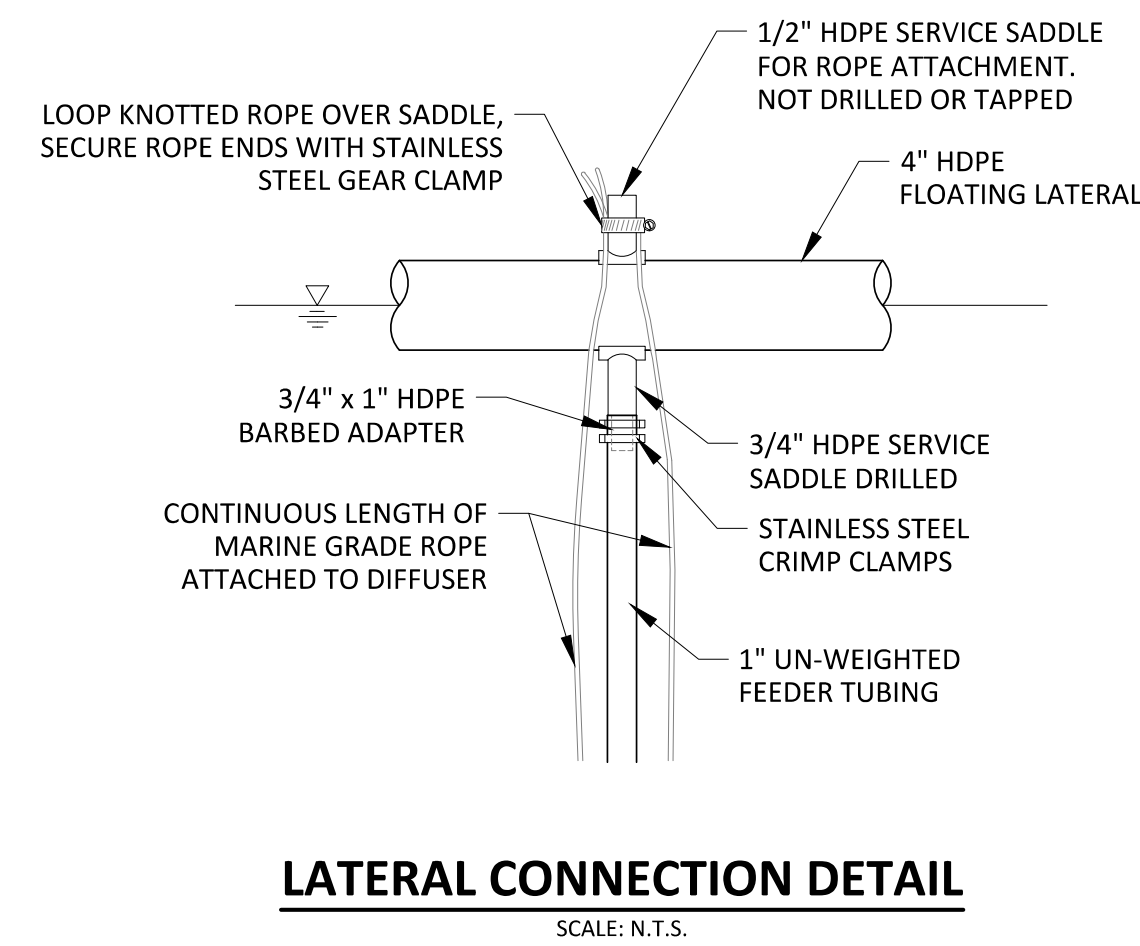 1/2" HDPE SERVICE SADDLE
FOR ROPE ATTACHMENT.
NOT DRILLED OR TAPPED
LOOP KNOTTED ROPE OVER SADDLE,
SECURE ROPE ENDS WITH STAINLESS
STEEL GEAR CLAMP
4" HDPE
FLOATING LATERAL
3/4" x 1" HDPE
BARBED ADAPTER
3/4" HDPE SERVICE
SADDLE DRILLED
CONTINUOUS LENGTH OF
MARINE GRADE ROPE
ATTACHED TO DIFFUSER
STAINLESS STEEL
CRIMP CLAMPS
1" UN-WEIGHTED
FEEDER TUBING
LATERAL CONNECTION DETAIL
SCALE: N.T.S.